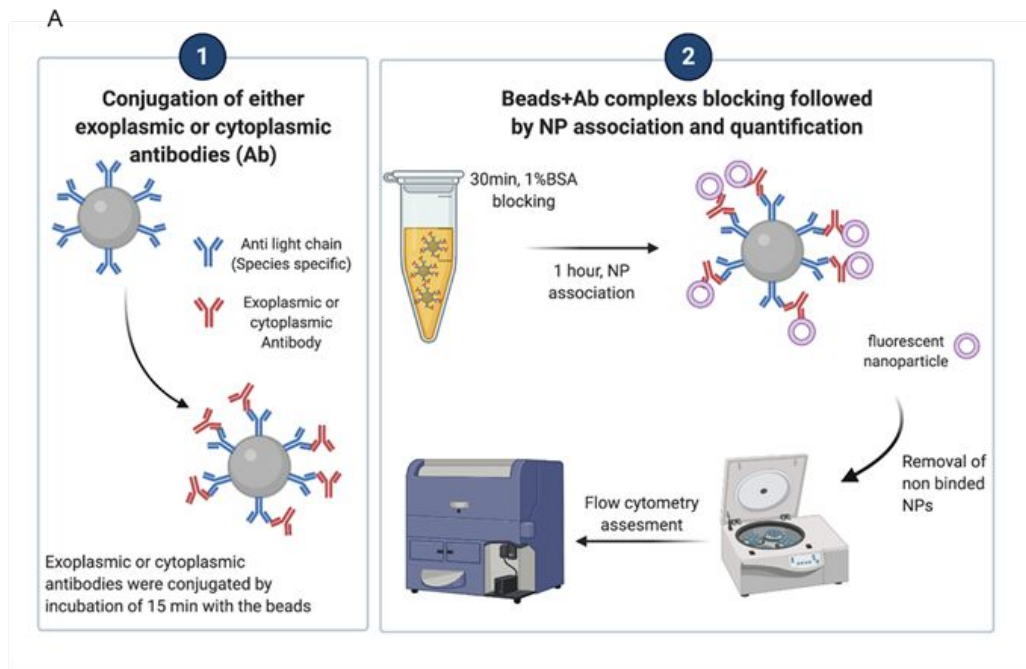 A
1
Conjugation of either
exoplasmic or cytoplasmic
antibodies (Ab)
Anti light chain
(Species specific)
Exoplasmic or
cytoplasmic
Antibody
Exoplasmic or cytoplasmic
antibodies were conjugated by
incubation of 15 min with the beads
2
Beads+Ab complexs blocking followed
by NP association and quantification
30min, 1%BSA
blocking
1 hour, NP
association
fluorescent
nanoparticle
Removal of
non binded
NPs
Flow cytometry
assesment